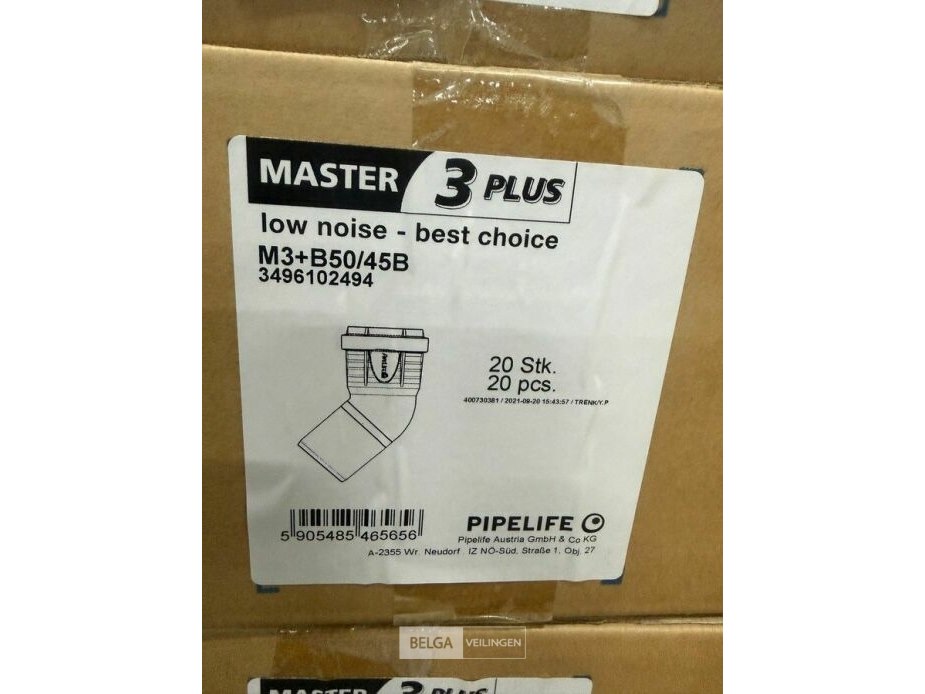 MASTER 3 PLUS
low noise - best choice
M3+B50/45B
3496102494
20 Stk.
20 pcs.
400730381 / 2021-09-20 15:43:57 / TRENK/Y.P
5 905485 465656
PIPELIFE
Pipelife Austria GmbH & Co KG
A-2355 Wr. Neudorf IZ NÖ-Süd, Straße 1, Obj. 27
BELGA VEILINGEN
MASTER 3 PLUS